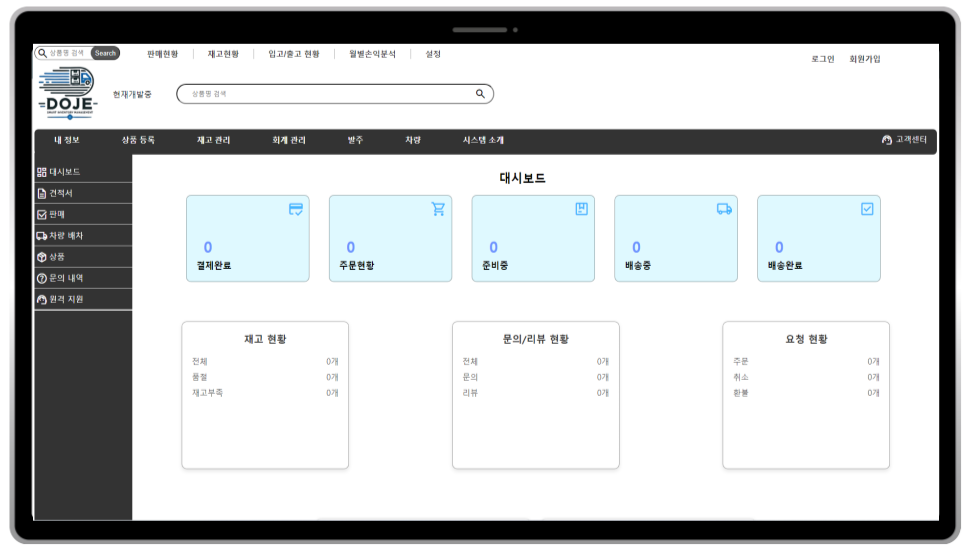 상품명 검색 Search 판매현황 재고현황 입고/출고 현황 월별손익분석 설정
로그인 회원가입
DOJE
SMART INVENTORY MANAGEMENT
현재개발중 상품명 검색
내 정보 상품 등록 재고 관리 회계 관리 발주 차량 시스템 소개 고객센터
대시보드
견적서
판매
차량 배차
상품
문의 내역
원격 지원
대시보드
0 0 0 0 0
결제완료 주문현황 준비중 배송중 배송완료
재고 현황
전체 0개
품절 0개
재고부족 0개
문의/리뷰 현황
전체 0개
문의 0개
리뷰 0개
요청 현황
주문 0개
취소 0개
환불 0개